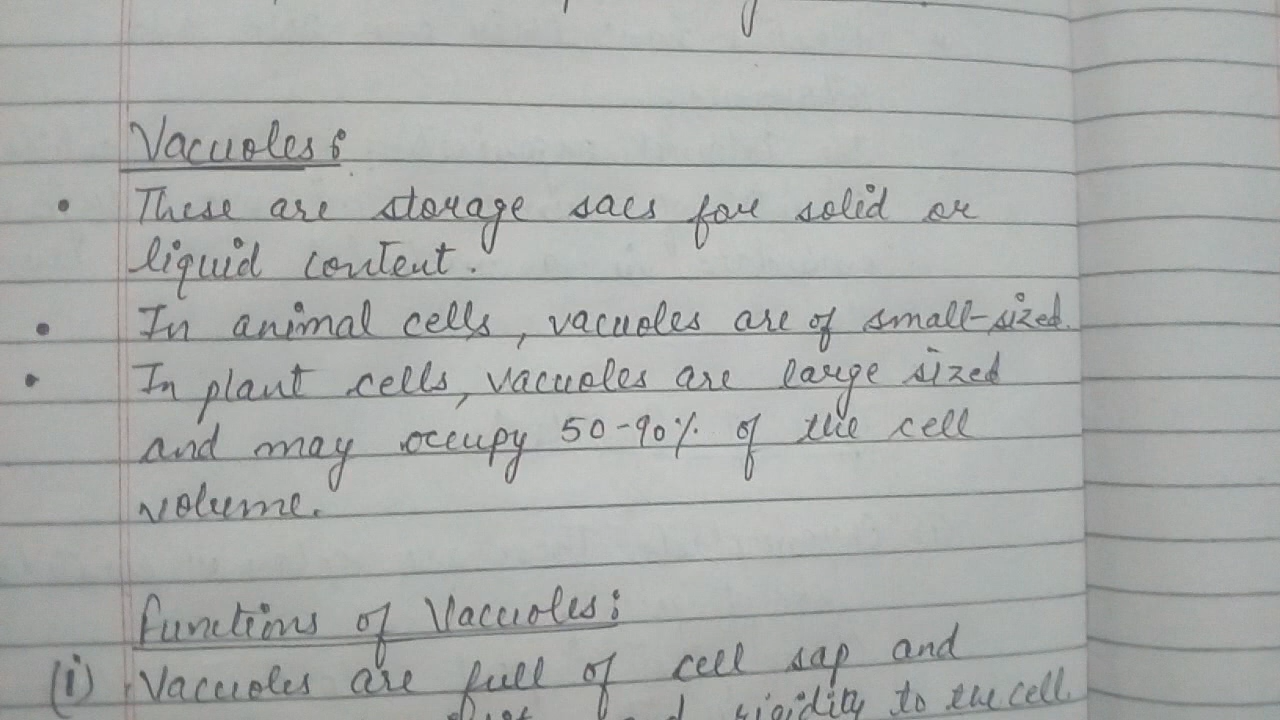 Vacuoles:
• These are storage sacs for solid or
liquid content.
• In animal cells, vacuoles are of small-sized.
• In plant cells, vacuoles are large sized
and may occupy 50-90% of the cell
volume.
Functions of Vacuoles:
(i) Vacuoles are full of cell sap and
rigidity to the cell.